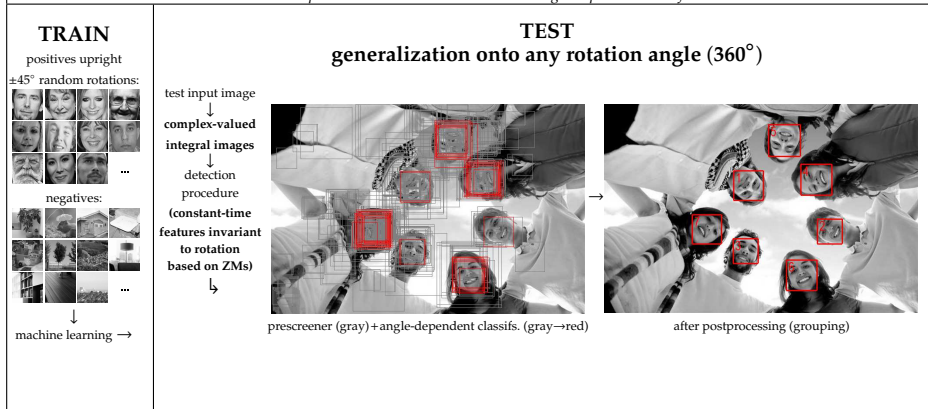 TRAIN
positives upright
±45° random rotations:
...
negatives:
...
↓
machine learning →
TEST
generalization onto any rotation angle (360°)
test input image
↓
complex-valued
integral images
↓
detection
procedure
(constant-time
features invariant
to rotation
based on ZMs)
↳
prescreener (gray)+angle-dependent classifs. (gray→red)
→
after postprocessing (grouping)